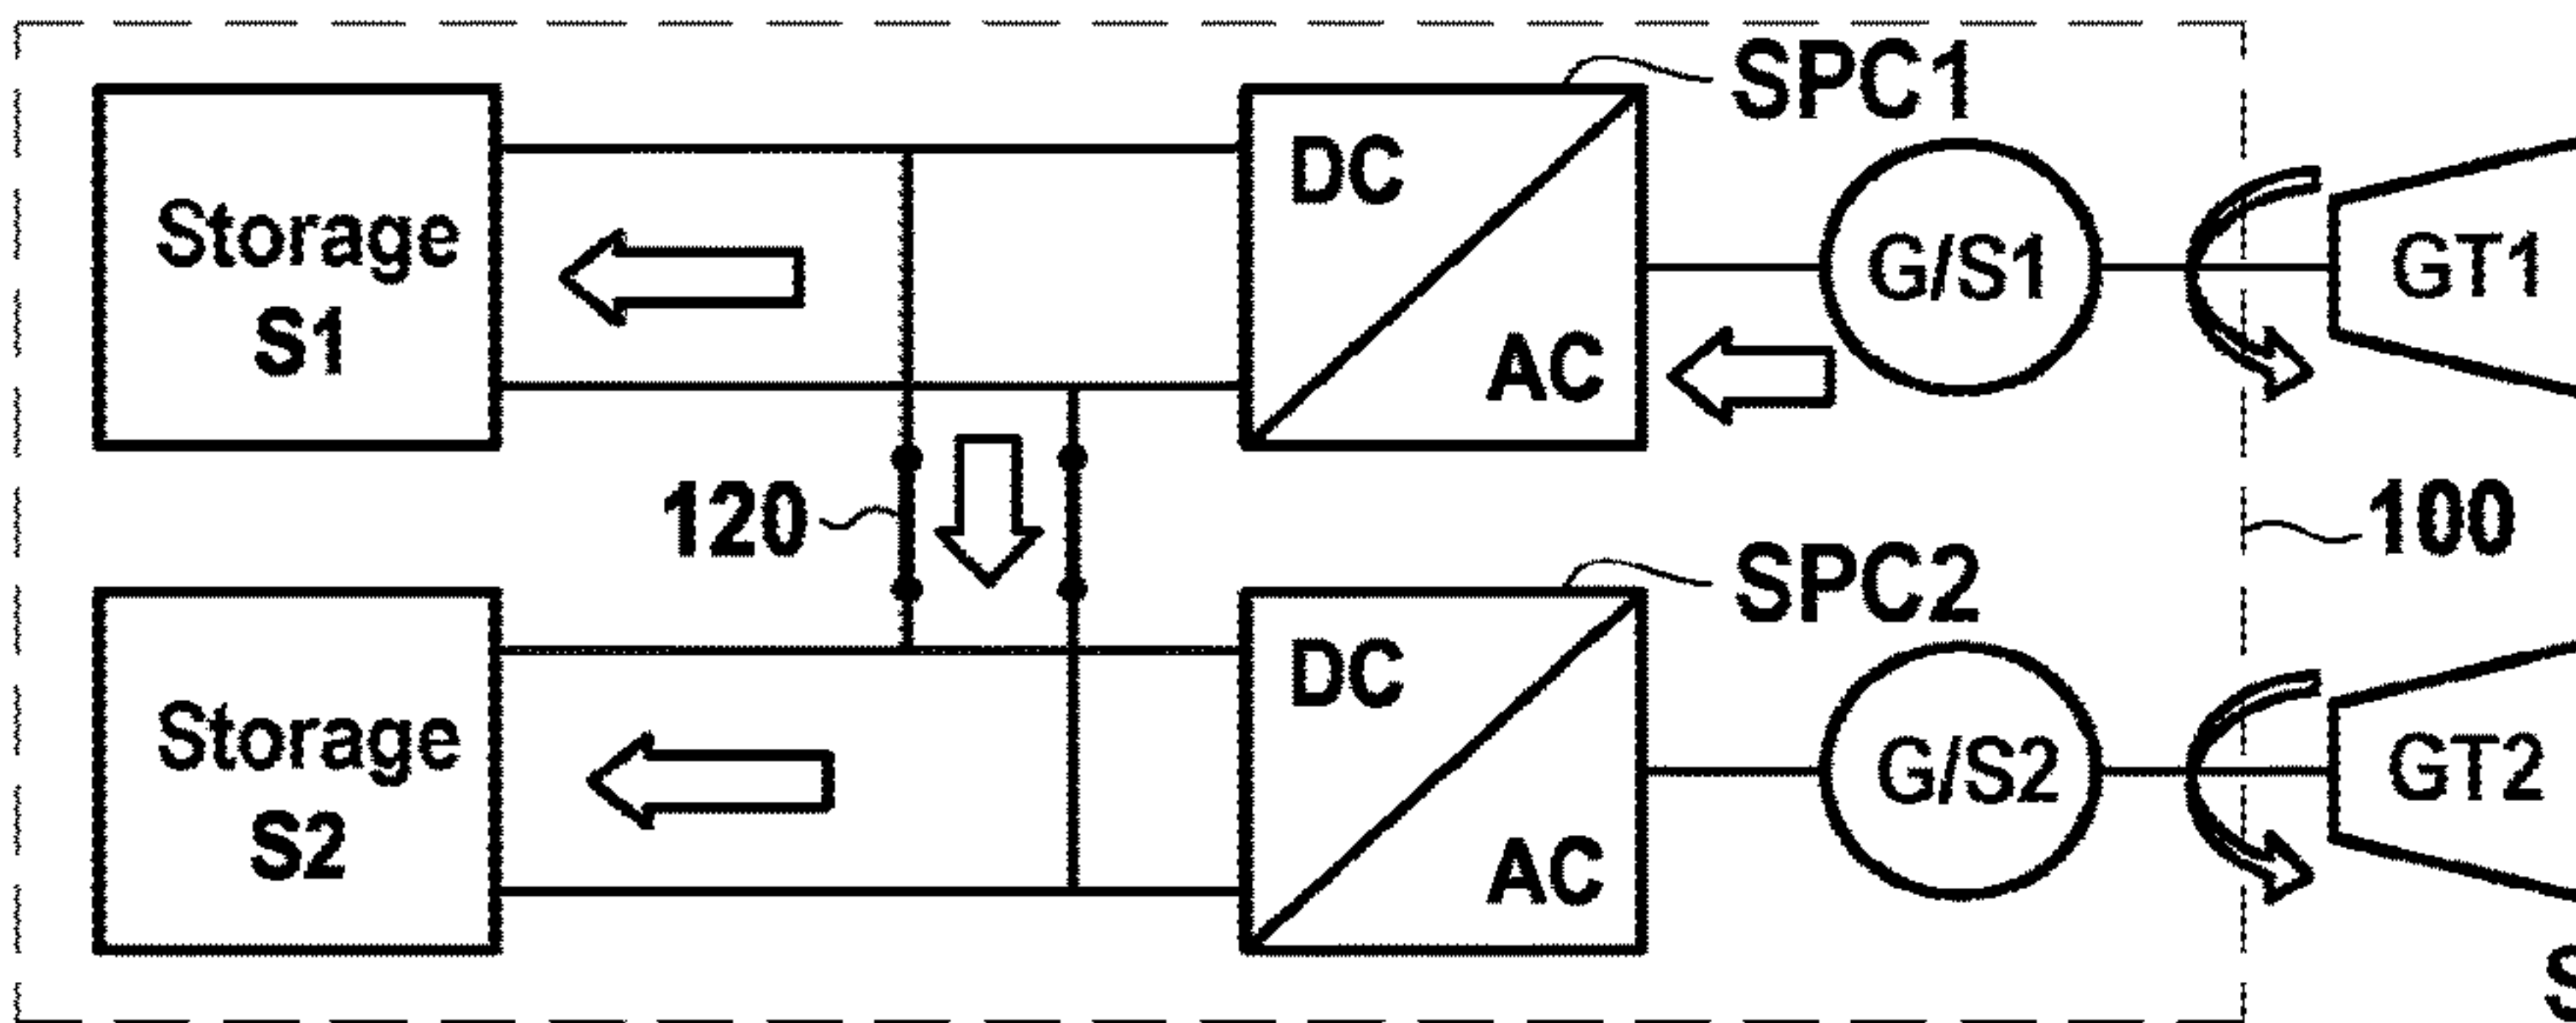 SPC1
Storage
S1
DC
AC
G/S1
GT1
120
100
SPC2
Storage
S2
DC
AC
G/S2
GT2